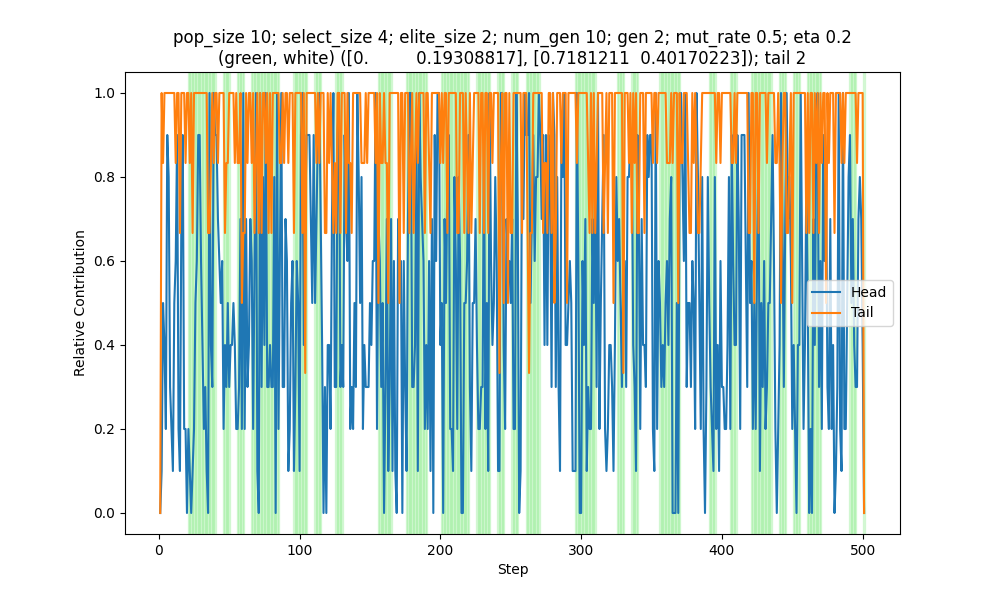 pop_size 10; select_size 4; elite_size 2; num_gen 10; gen 2; mut_rate 0.5; eta 0.2
(green, white) ([0.          0.19308817], [0.7181211  0.40170223]); tail 2
1.0
0.8
0.6
0.4
0.2
0.0
Relative Contribution
Head
Tail
0
100
200
300
400
500
Step